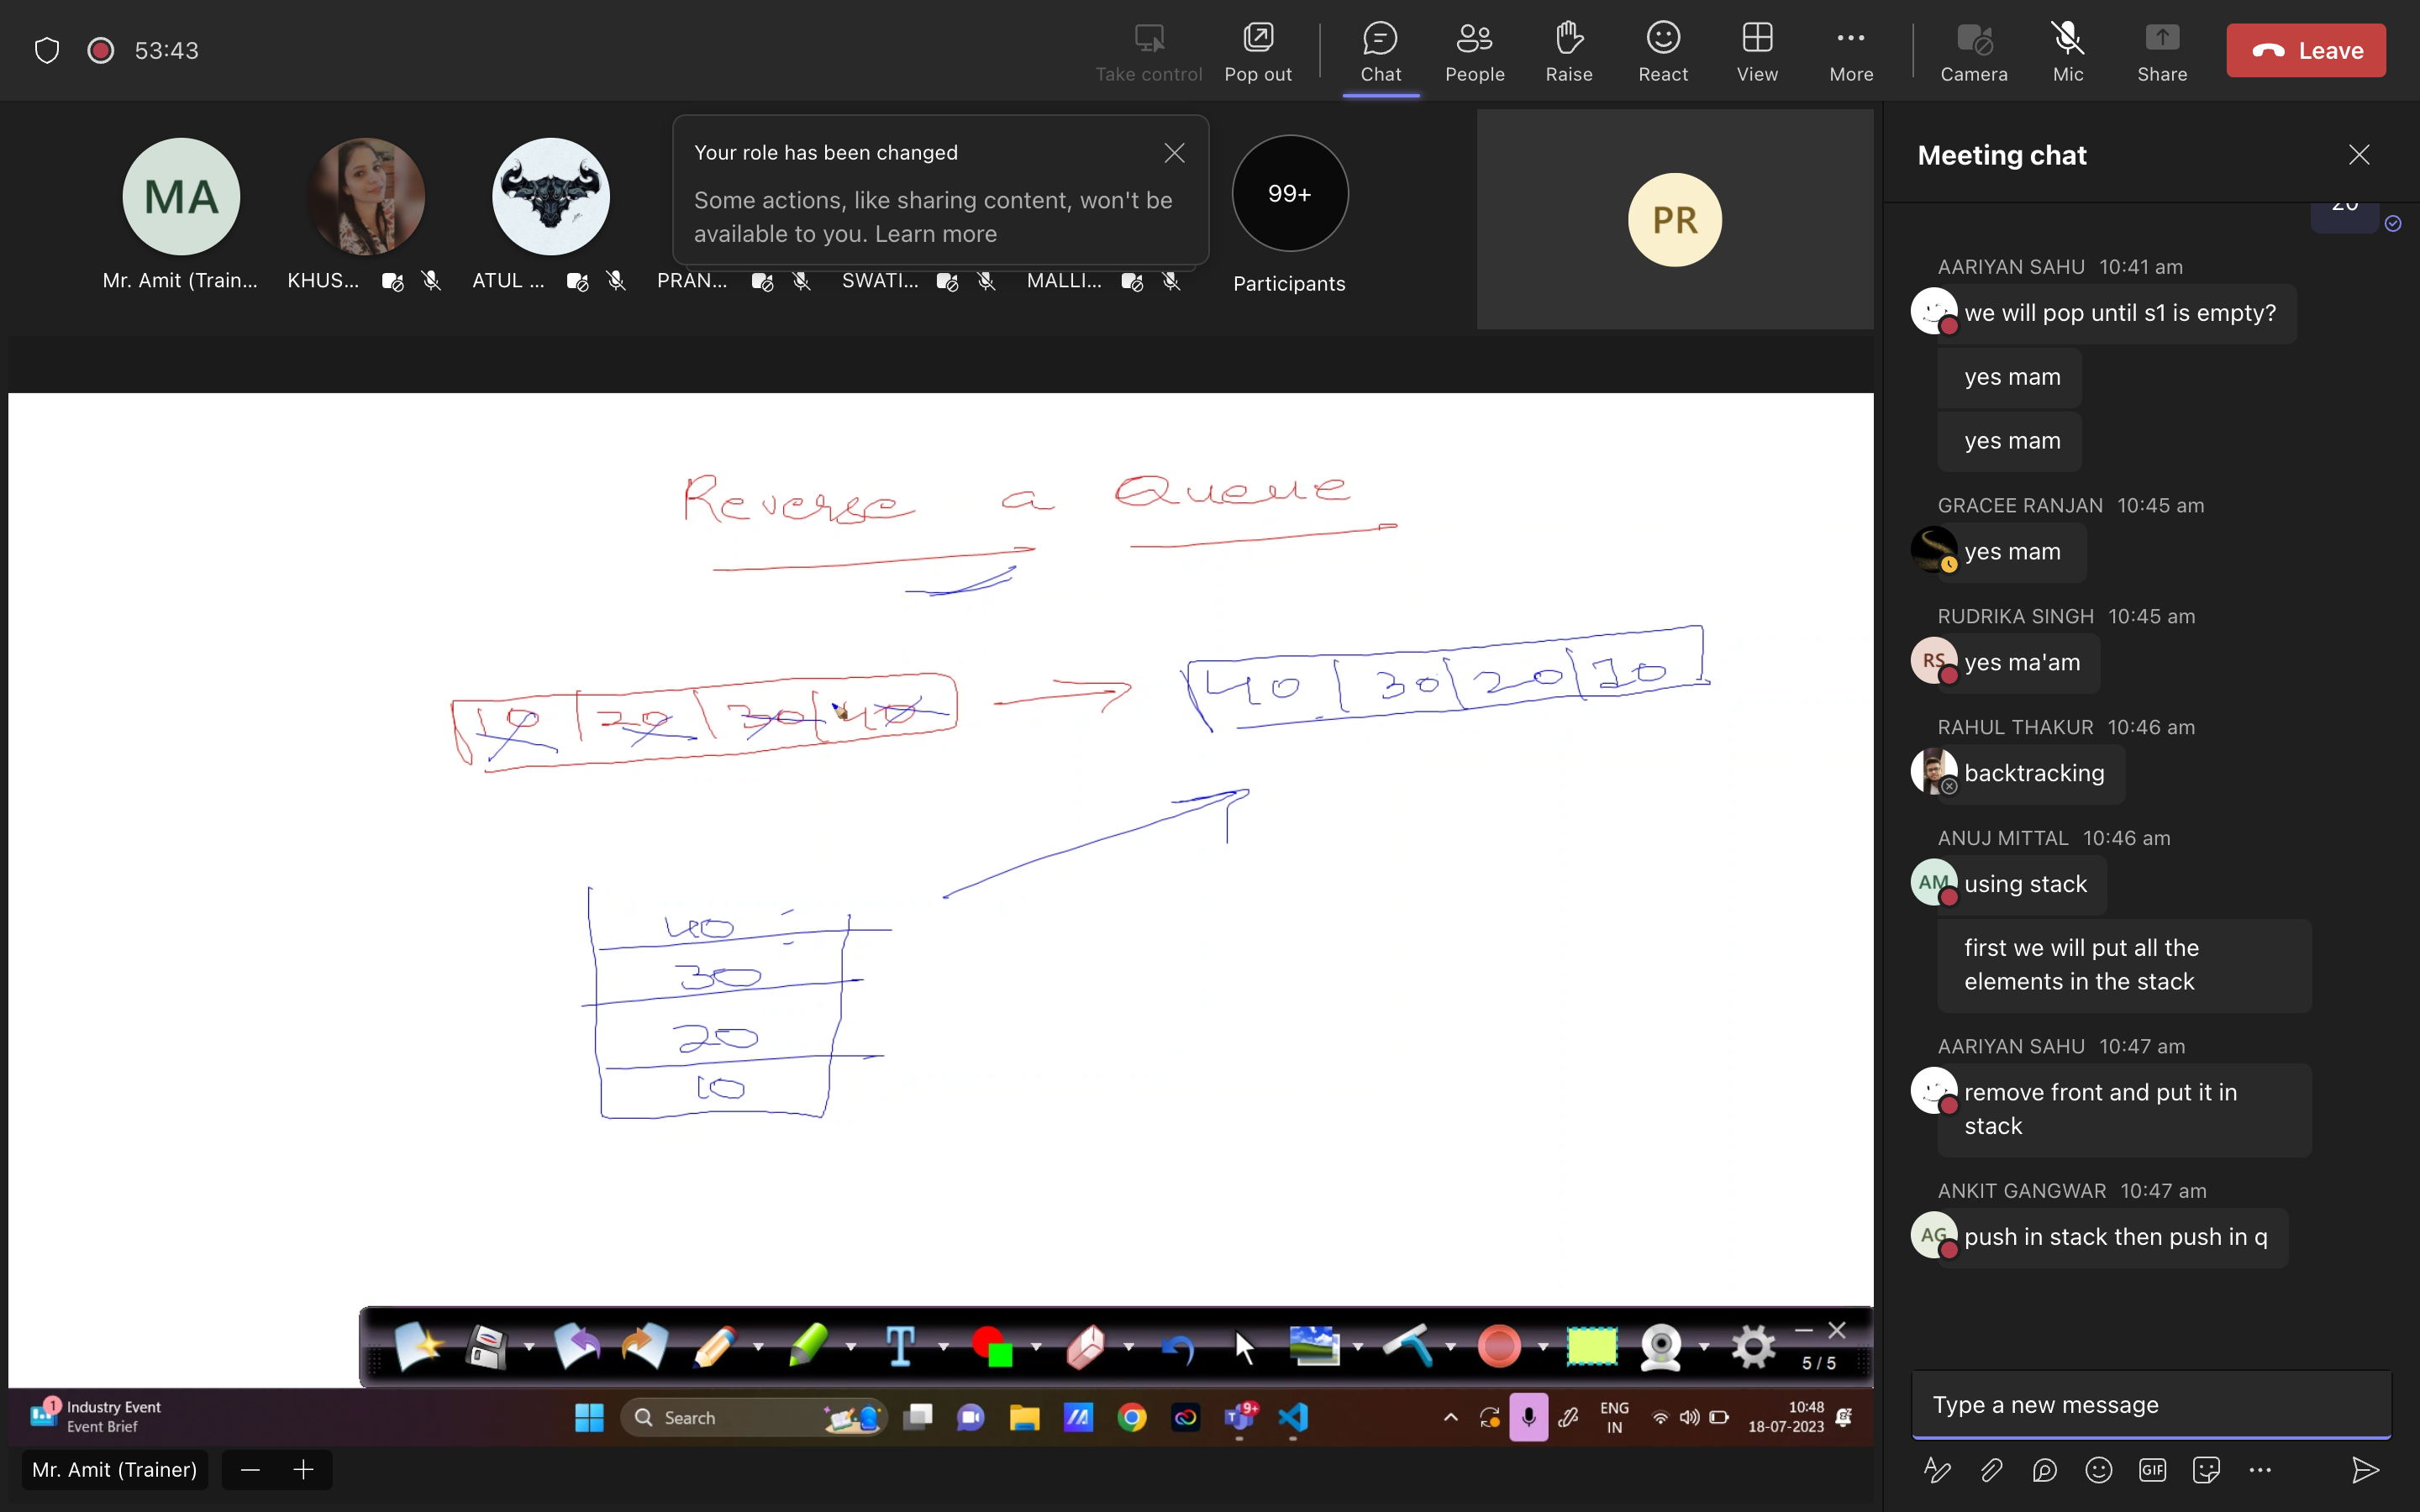 53:43
Take control
Pop out
Chat
People
Raise
React
View
More
Camera
Mic
Share
Leave
MA
Mr. Amit (Train...
KHUS...
ATUL ...
PRAN...
SWATI...
MALLI...
Your role has been changed
Some actions, like sharing content, won't be
available to you. Learn more
99+
Participants
PR
Reverse a Queue
10 20 30 40
40 30 20 10
40
30
20
10
5 / 5
1
Industry Event
Event Brief
Search
9+
ENG
IN
10:48
18-07-2023
Mr. Amit (Trainer)
Meeting chat
20
AARIYAN SAHU 10:41 am
we will pop until s1 is empty?
yes mam
yes mam
GRACEE RANJAN 10:45 am
yes mam
RUDRIKA SINGH 10:45 am
RS
yes ma'am
RAHUL THAKUR 10:46 am
backtracking
ANUJ MITTAL 10:46 am
AM
using stack
first we will put all the
elements in the stack
AARIYAN SAHU 10:47 am
remove front and put it in
stack
ANKIT GANGWAR 10:47 am
AG
push in stack then push in q
Type a new message
GIF